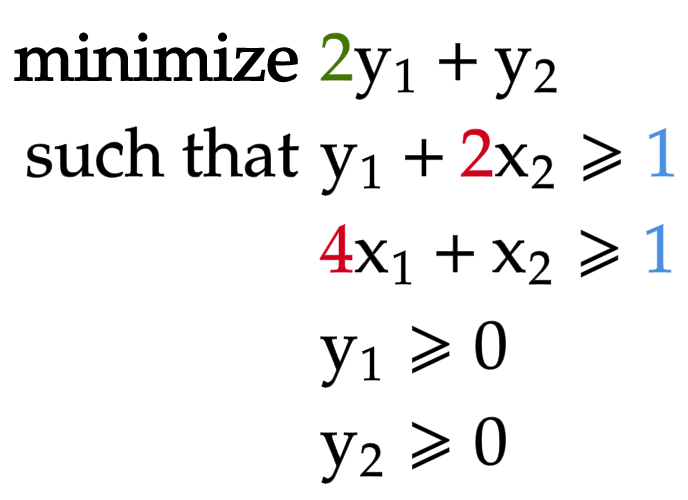 minimize 2y₁ + y₂
such that y₁ + 2x₂ ⩾ 1
4x₁ + x₂ ⩾ 1
y₁ ⩾ 0
y₂ ⩾ 0